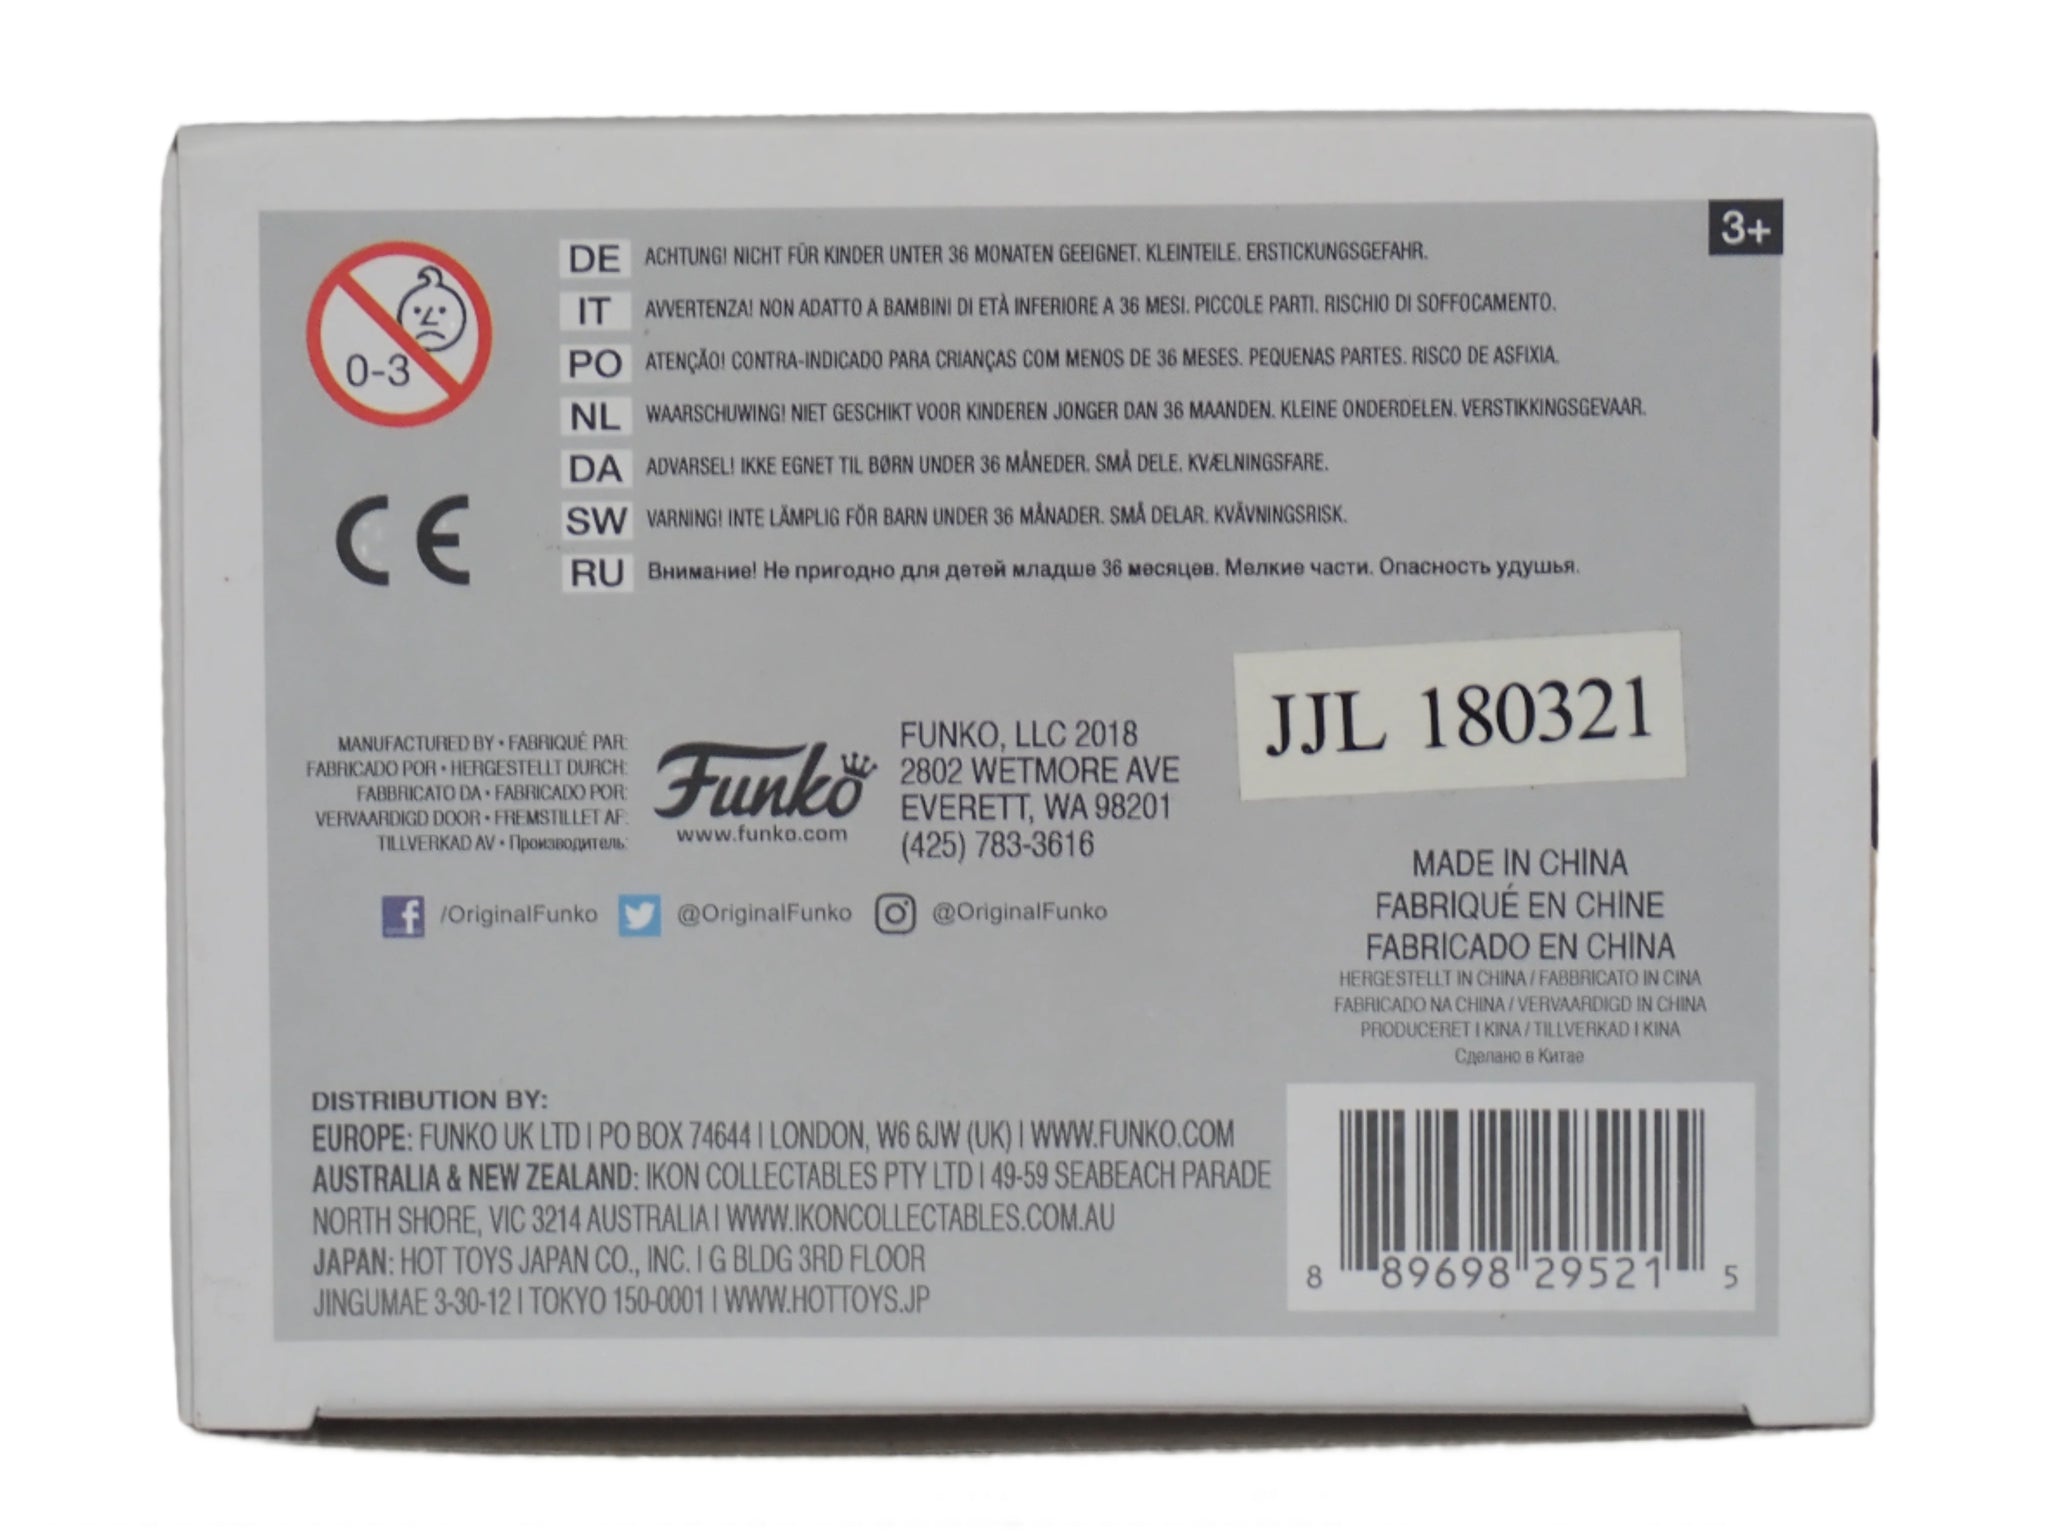 3+
0-3
DE ACHTUNG! NICHT FÜR KINDER UNTER 36 MONATEN GEEIGNET. KLEINTEILE. ERSTICKUNGSGEFAHR.
IT AVVERTENZA! NON ADATTO A BAMBINI DI ETÀ INFERIORE A 36 MESI. PICCOLE PARTI. RISCHIO DI SOFFOCAMENTO.
PO ATENÇÃO! CONTRA-INDICADO PARA CRIANÇAS COM MENOS DE 36 MESES. PEQUENAS PARTES. RISCO DE ASFIXIA.
NL WAARSCHUWING! NIET GESCHIKT VOOR KINDEREN JONGER DAN 36 MAANDEN. KLEINE ONDERDELEN. VERSTIKKINGSGEVAAR.
DA ADVARSEL! IKKE EGNET TIL BØRN UNDER 36 MÅNEDER. SMÅ DELE. KVÆLNINGSFARE.
SW VARNING! INTE LÄMPLIG FÖR BARN UNDER 36 MÅNADER. SMÅ DELAR. KVÄVNINGSRISK.
RU Внимание! Не пригодно для детей младше 36 месяцев. Мелкие части. Опасность удушья.
CE
JJL 180321
MANUFACTURED BY • FABRIQUÉ PAR:
FABRICADO POR • HERGESTELLT DURCH:
FABBRICATO DA • FABRICADO POR:
VERVAARDIGD DOOR • FREMSTILLET AF:
TILLVERKAD AV • Производитель:
Funko
www.funko.com
FUNKO, LLC 2018
2802 WETMORE AVE
EVERETT, WA 98201
(425) 783-3616
/OriginalFunko @OriginalFunko @OriginalFunko
MADE IN CHINA
FABRIQUÉ EN CHINE
FABRICADO EN CHINA
HERGESTELLT IN CHINA / FABBRICATO IN CINA
FABRICADO NA CHINA / VERVAARDIGD IN CHINA
PRODUCERET I KINA / TILLVERKAD I KINA
Сделано в Китае
DISTRIBUTION BY:
EUROPE: FUNKO UK LTD | PO BOX 74644 | LONDON, W6 6JW (UK) | WWW.FUNKO.COM
AUSTRALIA & NEW ZEALAND: IKON COLLECTABLES PTY LTD | 49-59 SEABEACH PARADE
NORTH SHORE, VIC 3214 AUSTRALIA | WWW.IKONCOLLECTABLES.COM.AU
JAPAN: HOT TOYS JAPAN CO., INC. | G BLDG 3RD FLOOR
JINGUMAE 3-30-12 | TOKYO 150-0001 | WWW.HOTTOYS.JP
8 89698 29521 5